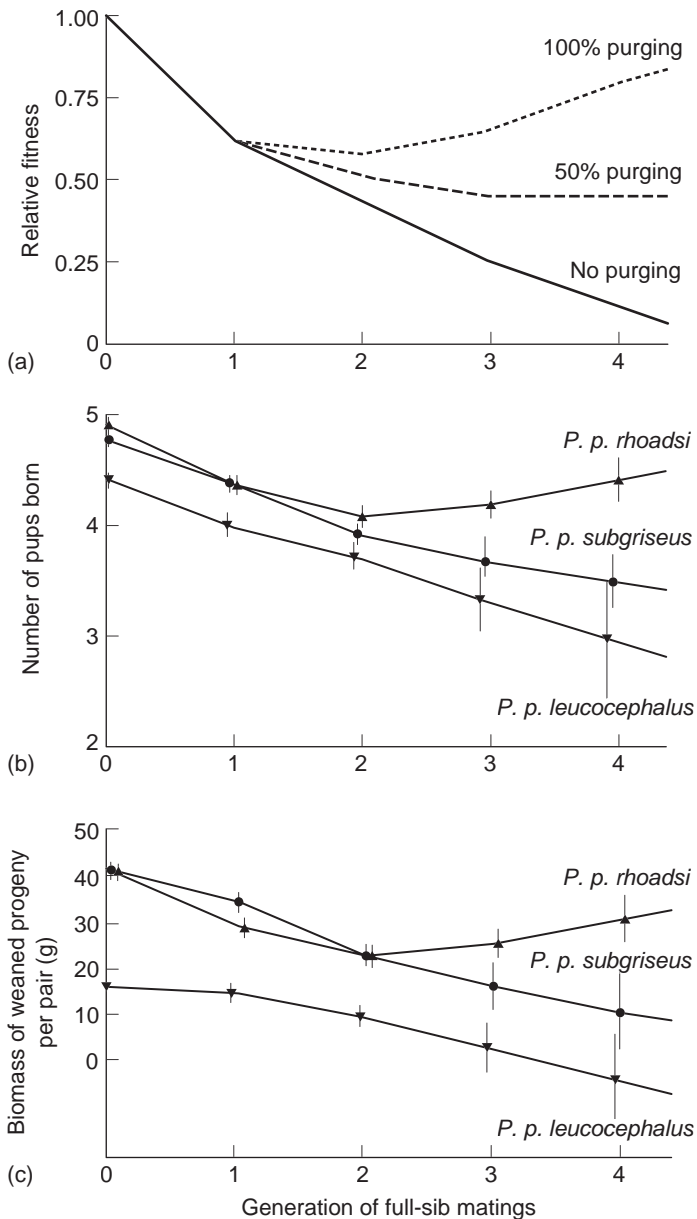 1.00
0.75
0.50
0.25
0
Relative fitness
100% purging
50% purging
No purging
0 1 2 3 4
(a)
5
4
3
2
Number of pups born
P. p. rhoadsi
P. p. subgriseus
P. p. leucocephalus
0 1 2 3 4
(b)
50
40
30
20
10
0
Biomass of weaned progeny
per pair (g)
P. p. rhoadsi
P. p. subgriseus
P. p. leucocephalus
0 1 2 3 4
(c)
Generation of full-sib matings